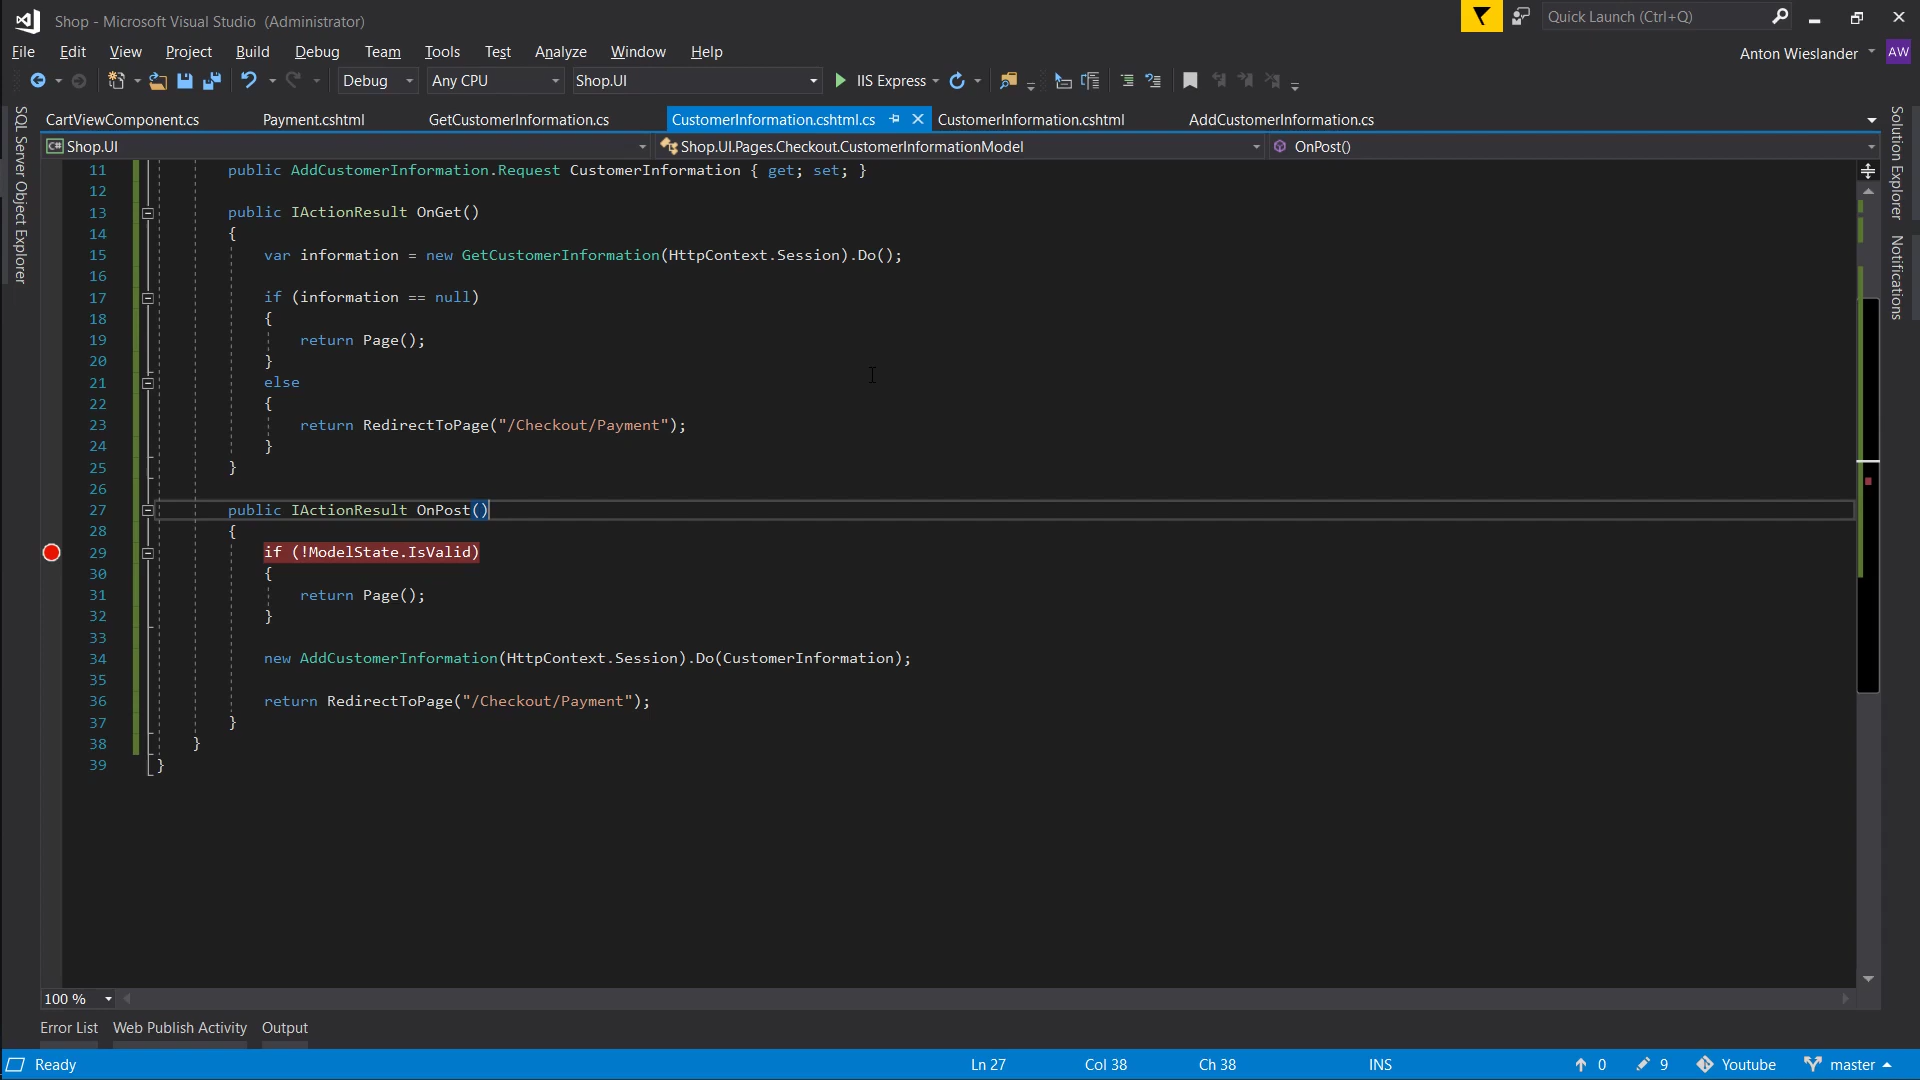 Shop - Microsoft Visual Studio (Administrator)
Quick Launch (Ctrl+Q)
File Edit View Project Build Debug Team Tools Test Analyze Window Help
Anton Wieslander AW
Debug Any CPU Shop.UI IIS Express
SQL Server Object Explorer
CartViewComponent.cs Payment.cshtml GetCustomerInformation.cs CustomerInformation.cshtml.cs CustomerInformation.cshtml AddCustomerInformation.cs
Solution Explorer
Notifications
C# Shop.UI Shop.UI.Pages.Checkout.CustomerInformationModel OnPost()
11 public AddCustomerInformation.Request CustomerInformation { get; set; }
12
13 public IActionResult OnGet()
14 {
15 var information = new GetCustomerInformation(HttpContext.Session).Do();
16
17 if (information == null)
18 {
19 return Page();
20 }
21 else
22 {
23 return RedirectToPage("/Checkout/Payment");
24 }
25 }
26
27 public IActionResult OnPost()
28 {
29 if (!ModelState.IsValid)
30 {
31 return Page();
32 }
33
34 new AddCustomerInformation(HttpContext.Session).Do(CustomerInformation);
35
36 return RedirectToPage("/Checkout/Payment");
37 }
38 }
39 }
100 %
Error List Web Publish Activity Output
Ready Ln 27 Col 38 Ch 38 INS 0 9 Youtube master